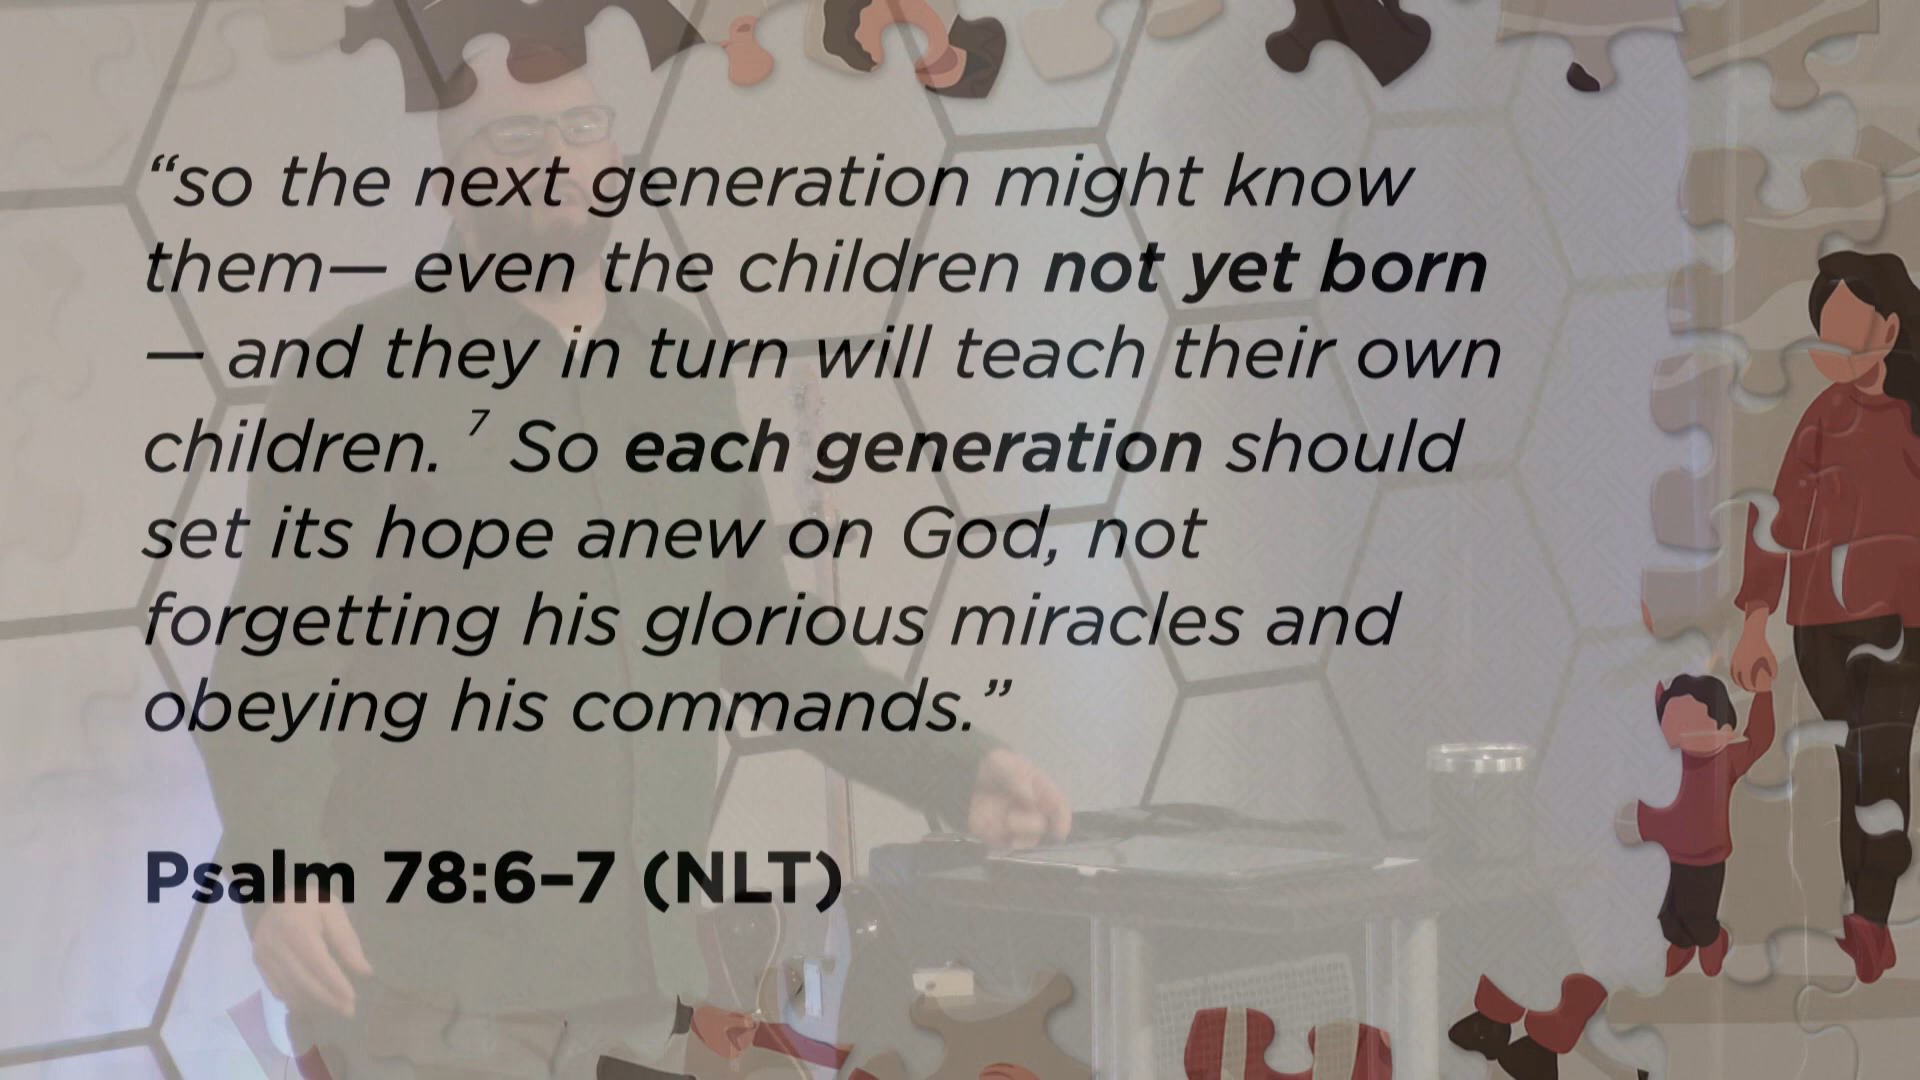 “so the next generation might know
them— even the children not yet born
— and they in turn will teach their own
children. ⁷ So each generation should
set its hope anew on God, not
forgetting his glorious miracles and
obeying his commands.”
Psalm 78:6–7 (NLT)